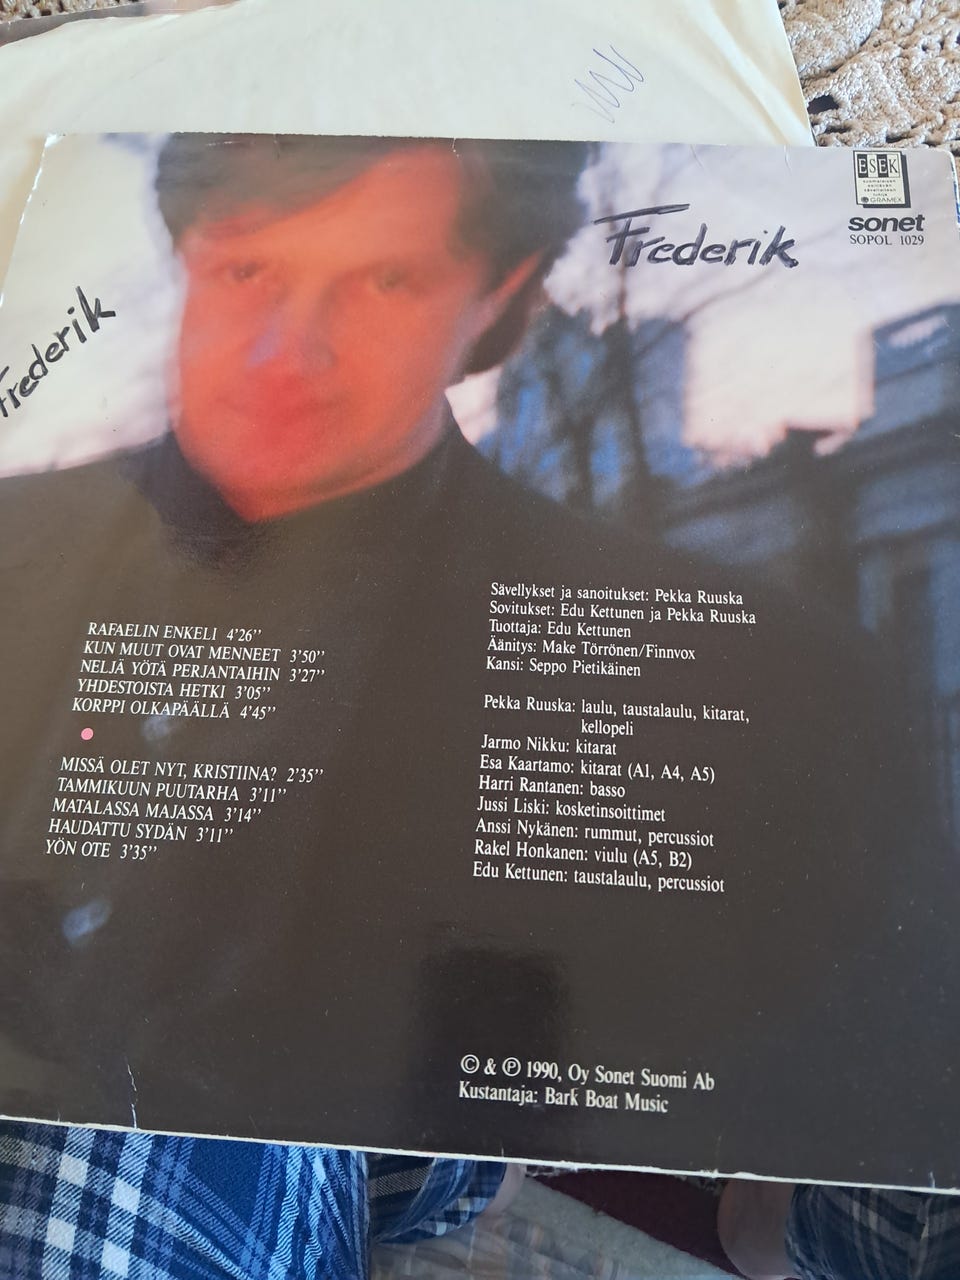 ESEK
GRAMEX
sonet
SOPOL 1029
Frederik
Frederik
RAFAELIN ENKELI 4'26''
KUN MUUT OVAT MENNEET 3'50''
NELJÄ YÖTÄ PERJANTAIHIN 3'27''
YHDESTOISTA HETKI 3'05''
KORPPI OLKAPÄÄLLÄ 4'45''
MISSÄ OLET NYT, KRISTIINA? 2'35''
TAMMIKUUN PUUTARHA 3'11''
MATALASSA MAJASSA 3'14''
HAUDATTU SYDÄN 3'11''
YÖN OTE 3'35''
Sävellykset ja sanoitukset: Pekka Ruuska
Sovitukset: Edu Kettunen ja Pekka Ruuska
Tuottaja: Edu Kettunen
Äänitys: Make Törrönen/Finnvox
Kansi: Seppo Pietikäinen
Pekka Ruuska: laulu, taustalaulu, kitarat,
kellopeli
Jarmo Nikku: kitarat
Esa Kaartamo: kitarat (A1, A4, A5)
Harri Rantanen: basso
Jussi Liski: kosketinsoittimet
Anssi Nykänen: rummut, percussiot
Rakel Honkanen: viulu (A5, B2)
Edu Kettunen: taustalaulu, percussiot
© & ℗ 1990, Oy Sonet Suomi Ab
Kustantaja: Bark Boat Music